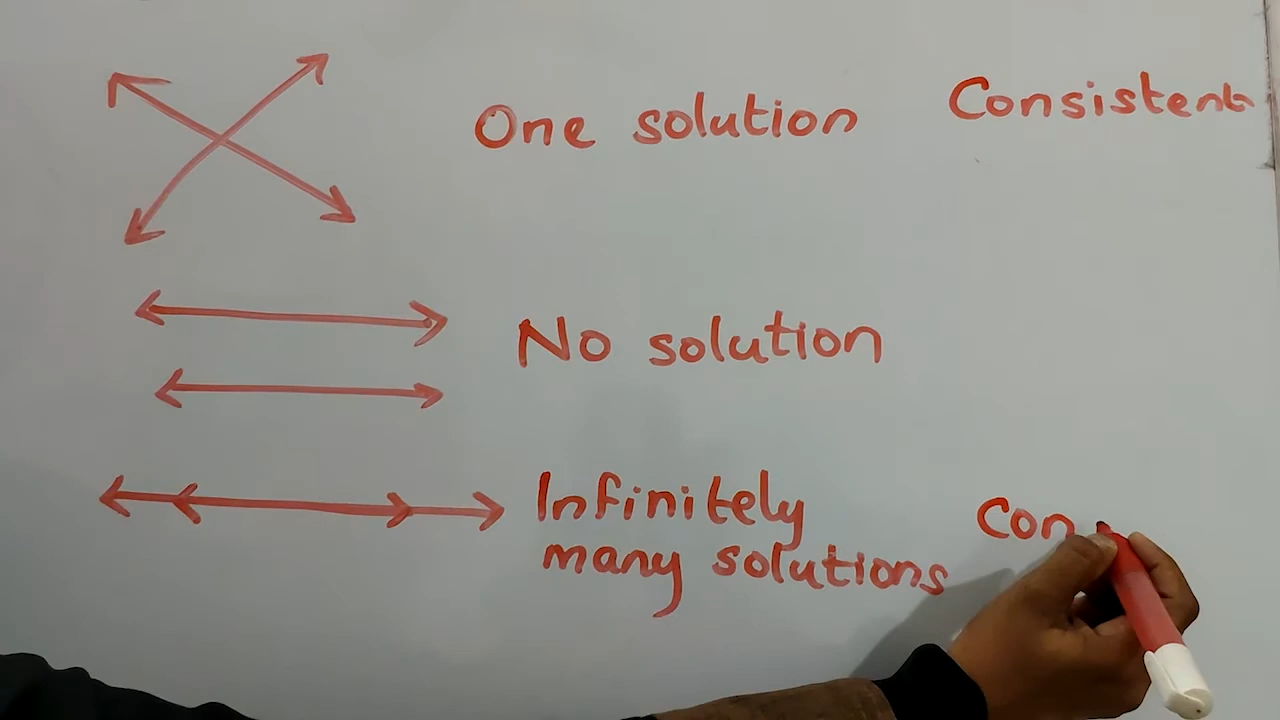 One solution Consistent
No solution
Infinitely
many solutions
Con